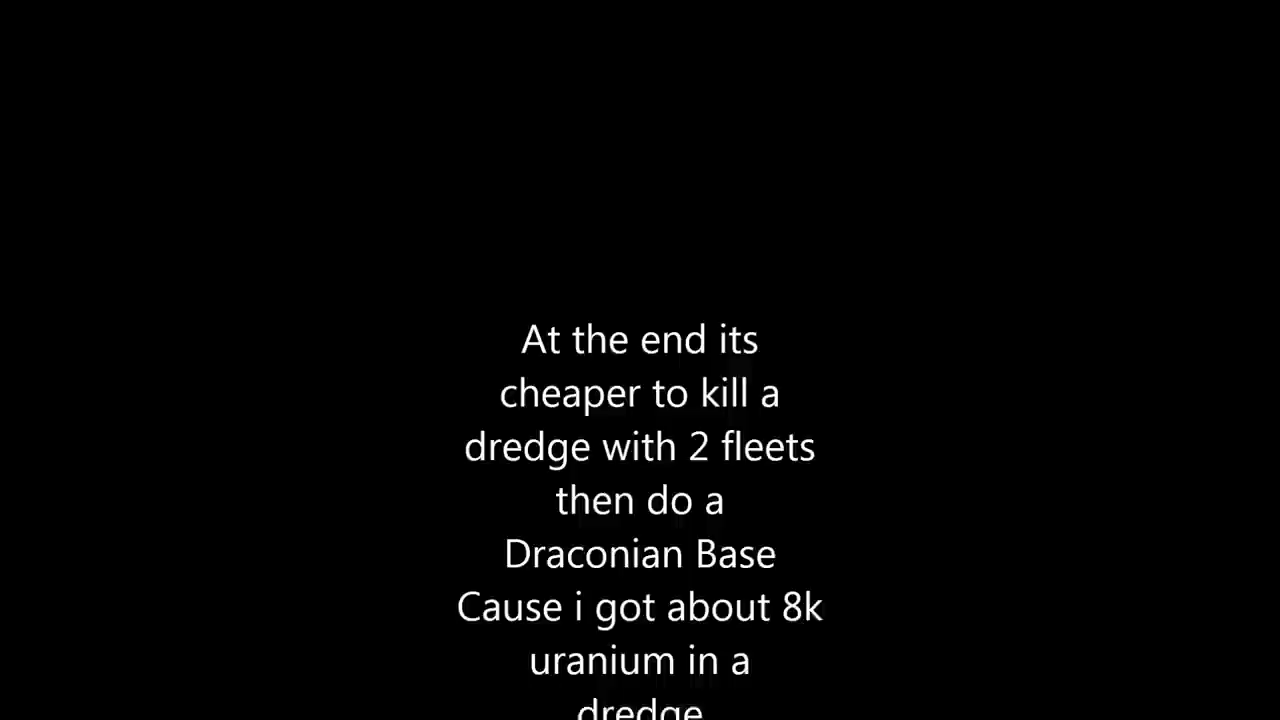 At the end its
cheaper to kill a
dredge with 2 fleets
then do a
Draconian Base
Cause i got about 8k
uranium in a
dredge